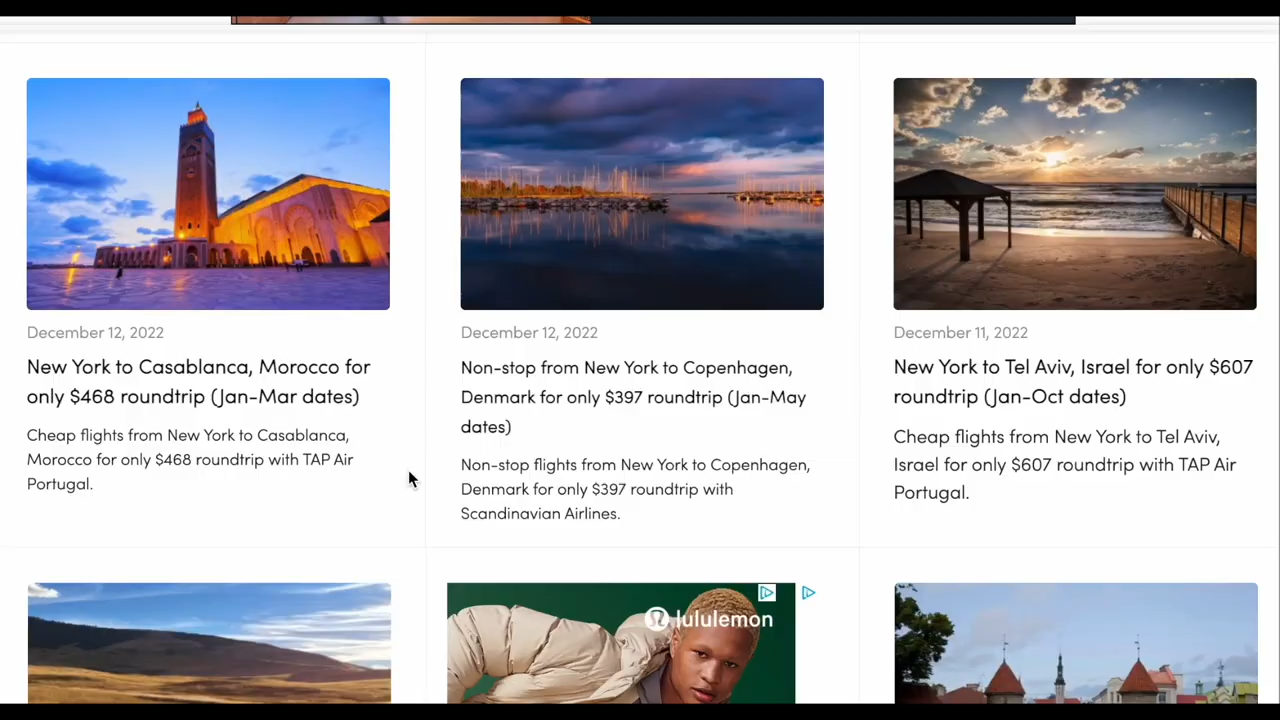 December 12, 2022
New York to Casablanca, Morocco for
only $468 roundtrip (Jan-Mar dates)
Cheap flights from New York to Casablanca,
Morocco for only $468 roundtrip with TAP Air
Portugal.
December 12, 2022
Non-stop from New York to Copenhagen,
Denmark for only $397 roundtrip (Jan-May
dates)
Non-stop flights from New York to Copenhagen,
Denmark for only $397 roundtrip with
Scandinavian Airlines.
December 11, 2022
New York to Tel Aviv, Israel for only $607
roundtrip (Jan-Oct dates)
Cheap flights from New York to Tel Aviv,
Israel for only $607 roundtrip with TAP Air
Portugal.
lululemon